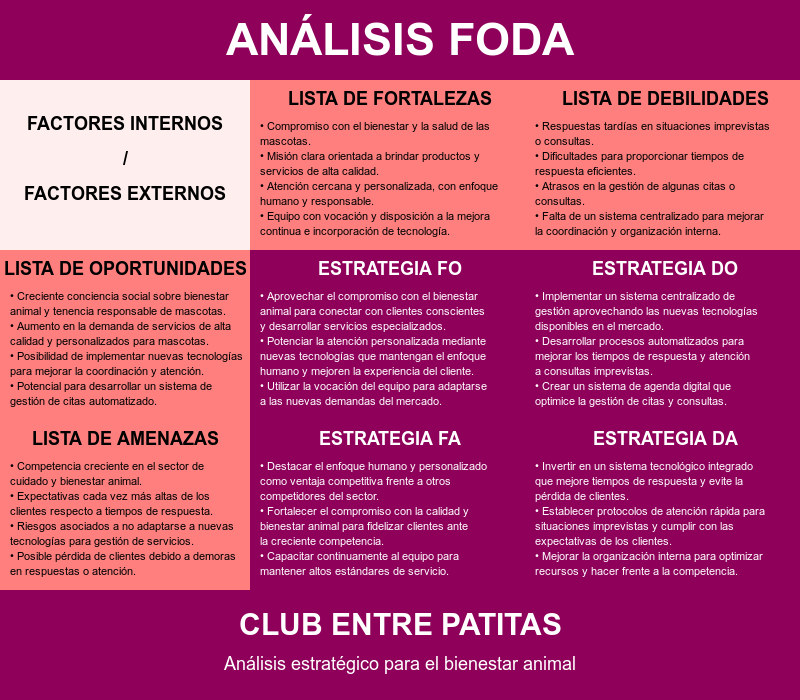 ANÁLISIS FODA
FACTORES INTERNOS
/
FACTORES EXTERNOS
LISTA DE FORTALEZAS
• Compromiso con el bienestar y la salud de las
mascotas.
• Misión clara orientada a brindar productos y
servicios de alta calidad.
• Atención cercana y personalizada, con enfoque
humano y responsable.
• Equipo con vocación y disposición a la mejora
continua e incorporación de tecnología.
LISTA DE DEBILIDADES
• Respuestas tardías en situaciones imprevistas
o consultas.
• Dificultades para proporcionar tiempos de
respuesta eficientes.
• Atrasos en la gestión de algunas citas o
consultas.
• Falta de un sistema centralizado para mejorar
la coordinación y organización interna.
LISTA DE OPORTUNIDADES
• Creciente conciencia social sobre bienestar
animal y tenencia responsable de mascotas.
• Aumento en la demanda de servicios de alta
calidad y personalizados para mascotas.
• Posibilidad de implementar nuevas tecnologías
para mejorar la coordinación y atención.
• Potencial para desarrollar un sistema de
gestión de citas automatizado.
ESTRATEGIA FO
• Aprovechar el compromiso con el bienestar
animal para conectar con clientes conscientes
y desarrollar servicios especializados.
• Potenciar la atención personalizada mediante
nuevas tecnologías que mantengan el enfoque
humano y mejoren la experiencia del cliente.
• Utilizar la vocación del equipo para adaptarse
a las nuevas demandas del mercado.
ESTRATEGIA DO
• Implementar un sistema centralizado de
gestión aprovechando las nuevas tecnologías
disponibles en el mercado.
• Desarrollar procesos automatizados para
mejorar los tiempos de respuesta y atención
a consultas imprevistas.
• Crear un sistema de agenda digital que
optimice la gestión de citas y consultas.
LISTA DE AMENAZAS
• Competencia creciente en el sector de
cuidado y bienestar animal.
• Expectativas cada vez más altas de los
clientes respecto a tiempos de respuesta.
• Riesgos asociados a no adaptarse a nuevas
tecnologías para gestión de servicios.
• Posible pérdida de clientes debido a demoras
en respuestas o atención.
ESTRATEGIA FA
• Destacar el enfoque humano y personalizado
como ventaja competitiva frente a otros
competidores del sector.
• Fortalecer el compromiso con la calidad y
bienestar animal para fidelizar clientes ante
la creciente competencia.
• Capacitar continuamente al equipo para
mantener altos estándares de servicio.
ESTRATEGIA DA
• Invertir en un sistema tecnológico integrado
que mejore tiempos de respuesta y evite la
pérdida de clientes.
• Establecer protocolos de atención rápida para
situaciones imprevistas y cumplir con las
expectativas de los clientes.
• Mejorar la organización interna para optimizar
recursos y hacer frente a la competencia.
CLUB ENTRE PATITAS
Análisis estratégico para el bienestar animal